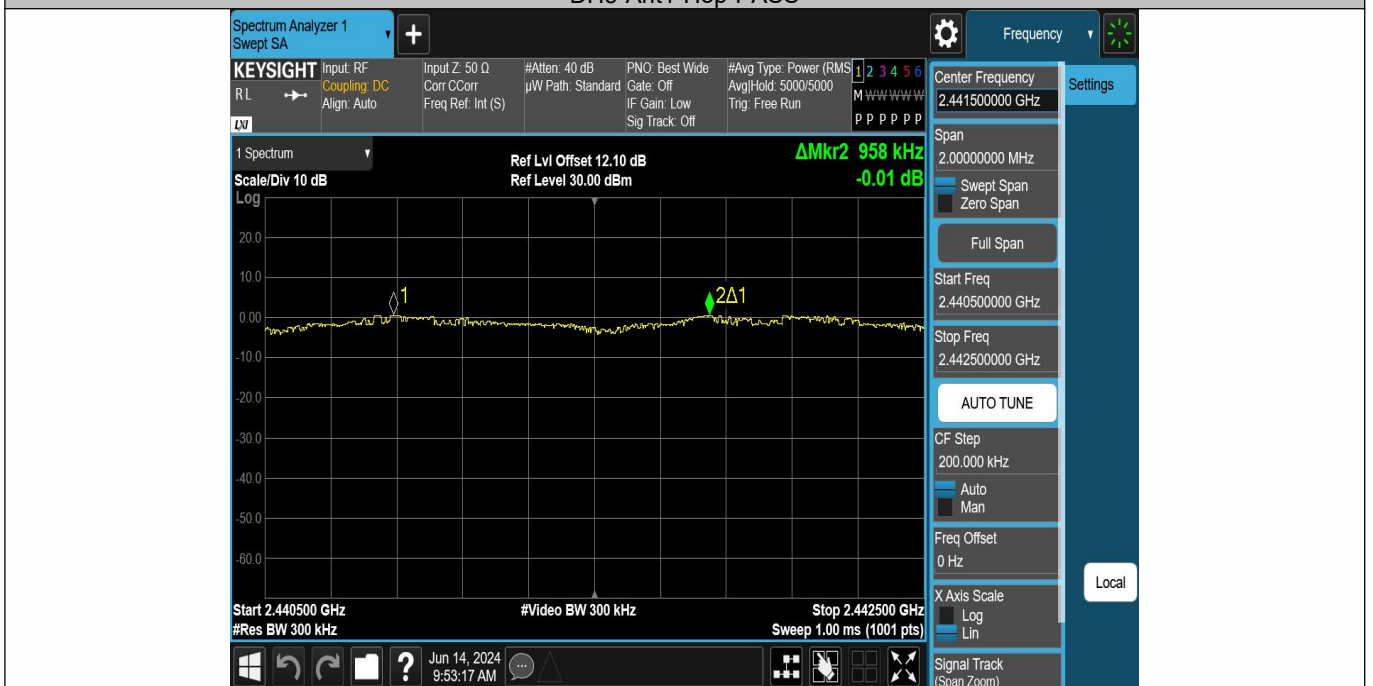 Spectrum Analyzer 1
Swept SA
+
Frequency
KEYSIGHT
RL
LXI
Input: RF
Coupling: DC
Align: Auto
Input Z: 50 Ω
Corr CCorr
Freq Ref: Int (S)
#Atten: 40 dB
µW Path: Standard
PNO: Best Wide
Gate: Off
IF Gain: Low
Sig Track: Off
#Avg Type: Power (RMS
Avg|Hold: 5000/5000
Trig: Free Run
1 2 3 4 5 6
M W W W W W
P P P P P P
1 Spectrum
Scale/Div 10 dB
Ref Lvl Offset 12.10 dB
Ref Level 30.00 dBm
ΔMkr2 958 kHz
-0.01 dB
Log
20.0
10.0
0.00
-10.0
-20.0
-30.0
-40.0
-50.0
-60.0
1
2Δ1
Start 2.440500 GHz
#Res BW 300 kHz
#Video BW 300 kHz
Stop 2.442500 GHz
Sweep 1.00 ms (1001 pts)
?
Jun 14, 2024
9:53:17 AM
Center Frequency
2.441500000 GHz
Settings
Span
2.00000000 MHz
Swept Span
Zero Span
Full Span
Start Freq
2.440500000 GHz
Stop Freq
2.442500000 GHz
AUTO TUNE
CF Step
200.000 kHz
Auto
Man
Freq Offset
0 Hz
X Axis Scale
Log
Lin
Local
Signal Track
(Span Zoom)